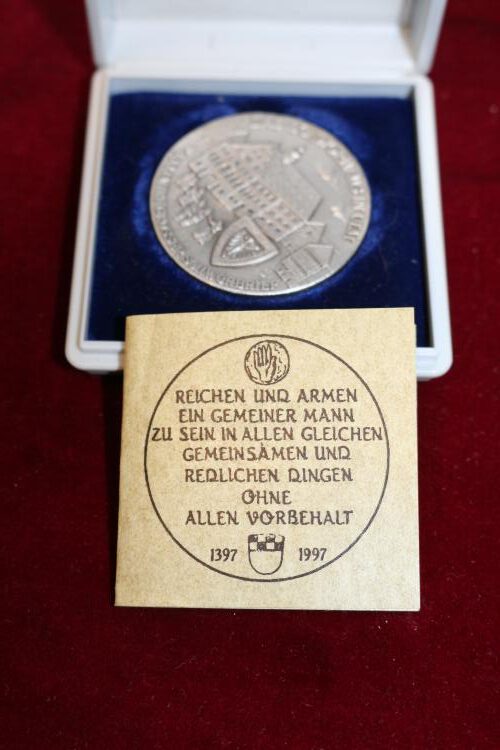 REICHEN UND ARMEN
EIN GEMEINER MANN
ZU SEIN IN ALLEN GLEICHEN
GEMEINSAMEN UND
REDLICHEN DINGEN
OHNE
ALLEN VORBEHALT
1397 1997